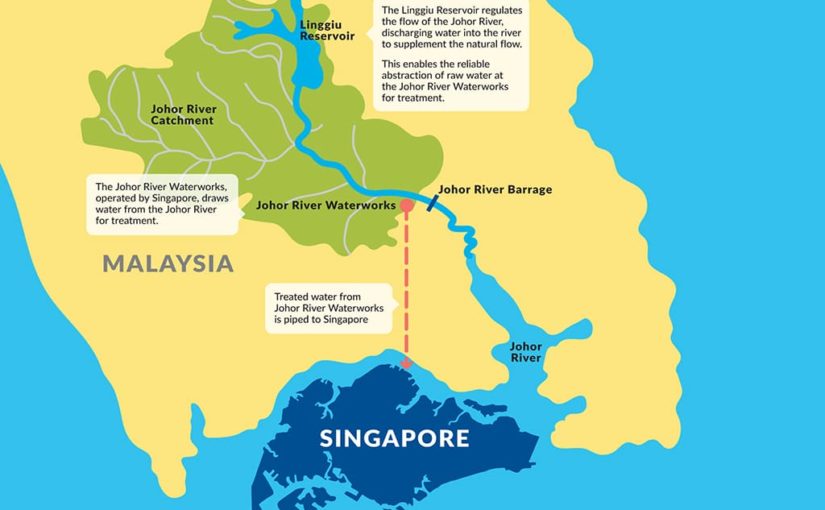 Linggiu
Reservoir
The Linggiu Reservoir regulates
the flow of the Johor River,
discharging water into the river
to supplement the natural flow.
This enables the reliable
abstraction of raw water at
the Johor River Waterworks
for treatment.
Johor River
Catchment
The Johor River Waterworks,
operated by Singapore, draws
water from the Johor River
for treatment.
Johor River Barrage
Johor River Waterworks
MALAYSIA
Treated water from
Johor River Waterworks
is piped to Singapore
Johor
River
SINGAPORE